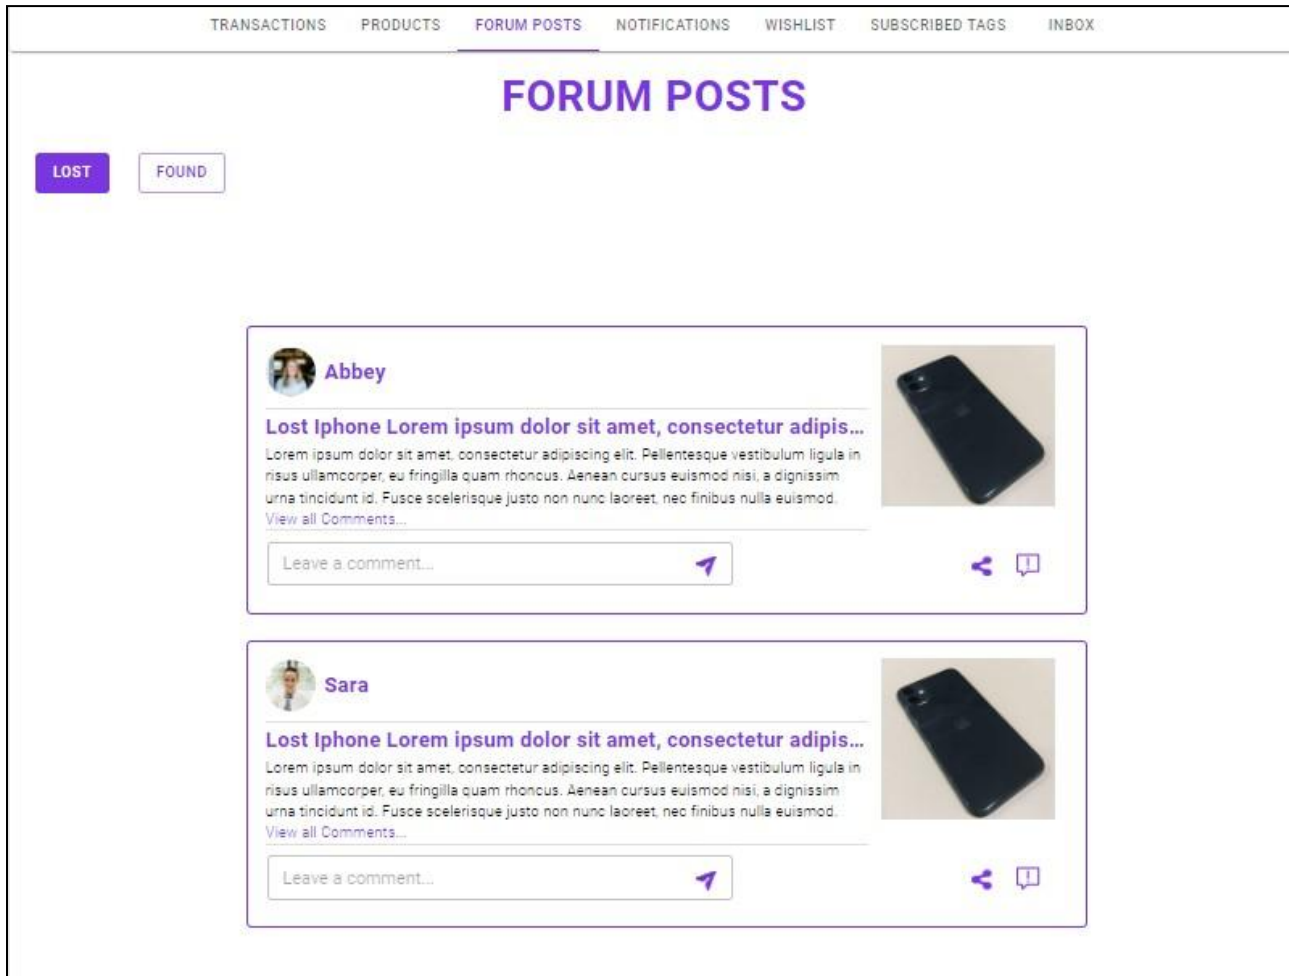 TRANSACTIONS PRODUCTS FORUM POSTS NOTIFICATIONS WISHLIST SUBSCRIBED TAGS INBOX
FORUM POSTS
LOST FOUND
Abbey
Lost Iphone Lorem ipsum dolor sit amet, consectetur adipis...
Lorem ipsum dolor sit amet, consectetur adipiscing elit. Pellentesque vestibulum ligula in
risus ullamcorper, eu fringilla quam rhoncus. Aenean cursus euismod nisi, a dignissim
urna tincidunt id. Fusce scelerisque justo non nunc laoreet, nec finibus nulla euismod.
View all Comments...
Leave a comment...
Sara
Lost Iphone Lorem ipsum dolor sit amet, consectetur adipis...
Lorem ipsum dolor sit amet, consectetur adipiscing elit. Pellentesque vestibulum ligula in
risus ullamcorper, eu fringilla quam rhoncus. Aenean cursus euismod nisi, a dignissim
urna tincidunt id. Fusce scelerisque justo non nunc laoreet, nec finibus nulla euismod.
View all Comments...
Leave a comment...